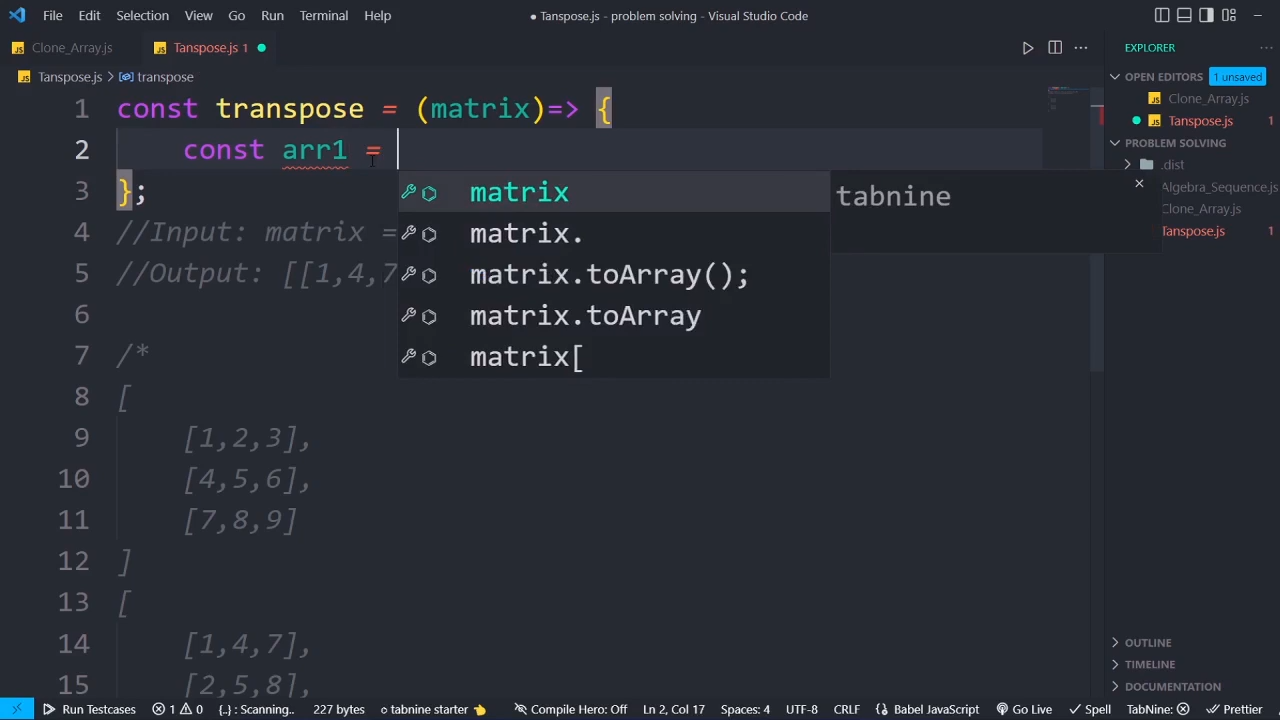 File Edit Selection View Go Run Terminal Help
● Tanspose.js - problem solving - Visual Studio Code
JS Clone_Array.js
JS Tanspose.js 1 ●
EXPLORER ···
JS Tanspose.js > transpose
OPEN EDITORS 1 unsaved
JS Clone_Array.js
● JS Tanspose.js 1
PROBLEM SOLVING
.dist
Algebra_Sequence.js
Clone_Array.js
Tanspose.js 1
1 const transpose = (matrix)=> {
2 const arr1 =
3 };
4 //Input: matrix =
5 //Output: [[1,4,7
6
7 /*
8 [
9 [1,2,3],
10 [4,5,6],
11 [7,8,9]
12 ]
13 [
14 [1,4,7],
15 [2,5,8],
matrix
tabnine
matrix.
matrix.toArray();
matrix.toArray
matrix[
OUTLINE
TIMELINE
DOCUMENTATION
Run Testcases 1 0 {..} : Scanning.. 227 bytes tabnine starter 👈 Compile Hero: Off Ln 2, Col 17 Spaces: 4 UTF-8 CRLF Babel JavaScript Go Live Spell TabNine: Prettier